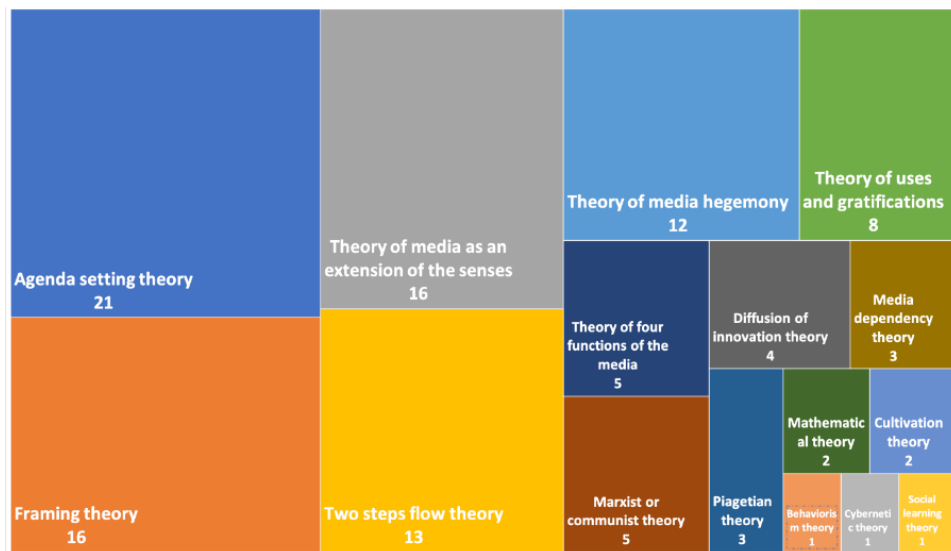 Agenda setting theory
21
Framing theory
16
Theory of media as an
extension of the senses
16
Two steps flow theory
13
Theory of media hegemony
12
Theory of uses
and gratifications
8
Theory of four
functions of the
media
5
Marxist or
communist theory
5
Diffusion of
innovation theory
4
Media
dependency
theory
3
Piagetian
theory
3
Mathematic
al theory
2
Cultivation
theory
2
Behavioris
m theory
1
Cyberneti
c theory
1
Social
learning
theory
1